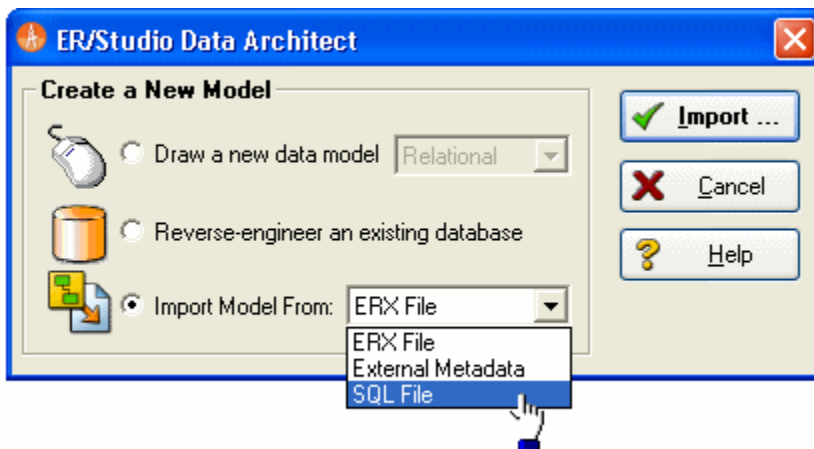 ER/Studio Data Architect
Create a New Model
Draw a new data model Relational
Reverse-engineer an existing database
Import Model From: ERX File
ERX File
External Metadata
SQL File
Import ...
Cancel
Help